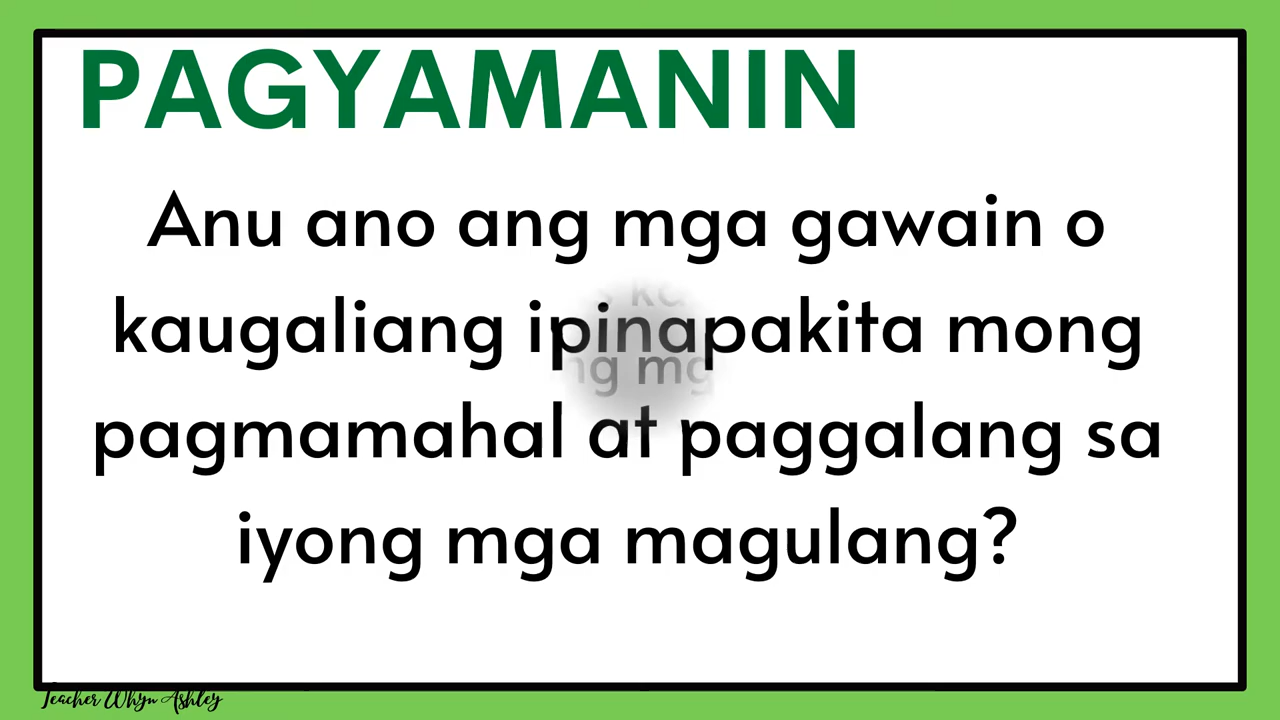 PAGYAMANIN
Anu ano ang mga gawain o
kaugaliang ipinapakita mong
pagmamahal at paggalang sa
iyong mga magulang?
Teacher Whyn Ashley